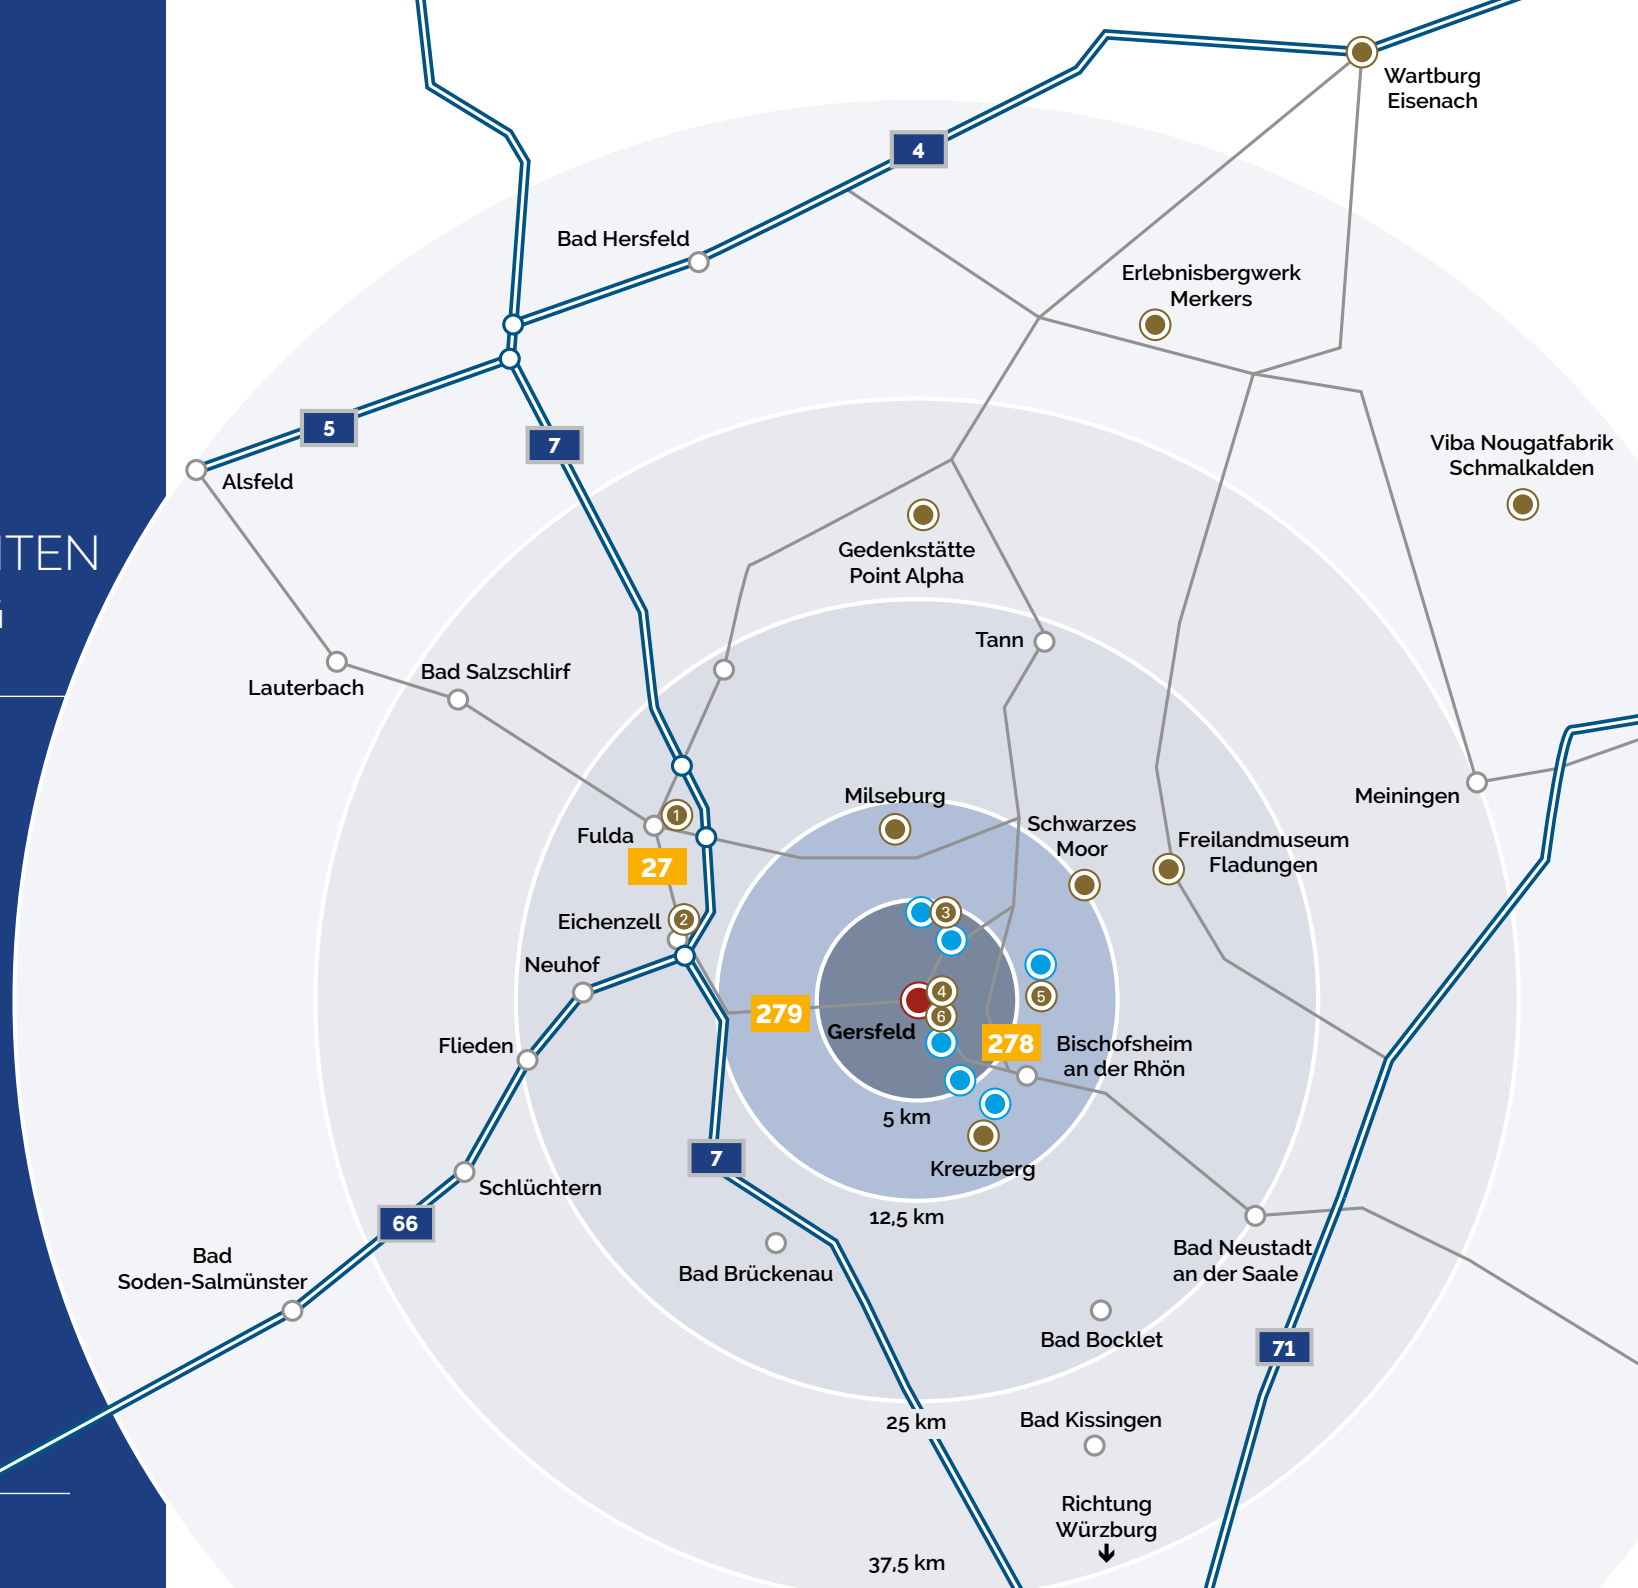 Wartburg
Eisenach
4
Bad Hersfeld
Erlebnisbergwerk
Merkers
5
7
Viba Nougatfabrik
Schmalkalden
Alsfeld
ITEN
Gedenkstätte
Point Alpha
Tann
Bad Salzschlirf
Lauterbach
Milseburg
Meiningen
1
Fulda
Schwarzes
Moor
Freilandmuseum
Fladungen
27
Eichenzell
2
3
Neuhof
4
5
279
6
Gersfeld
278
Flieden
Bischofsheim
an der Rhön
5 km
7
Kreuzberg
Schlüchtern
66
12,5 km
Bad
Soden-Salmünster
Bad Brückenau
Bad Neustadt
an der Saale
Bad Bocklet
71
25 km
Bad Kissingen
Richtung
Würzburg
37,5 km